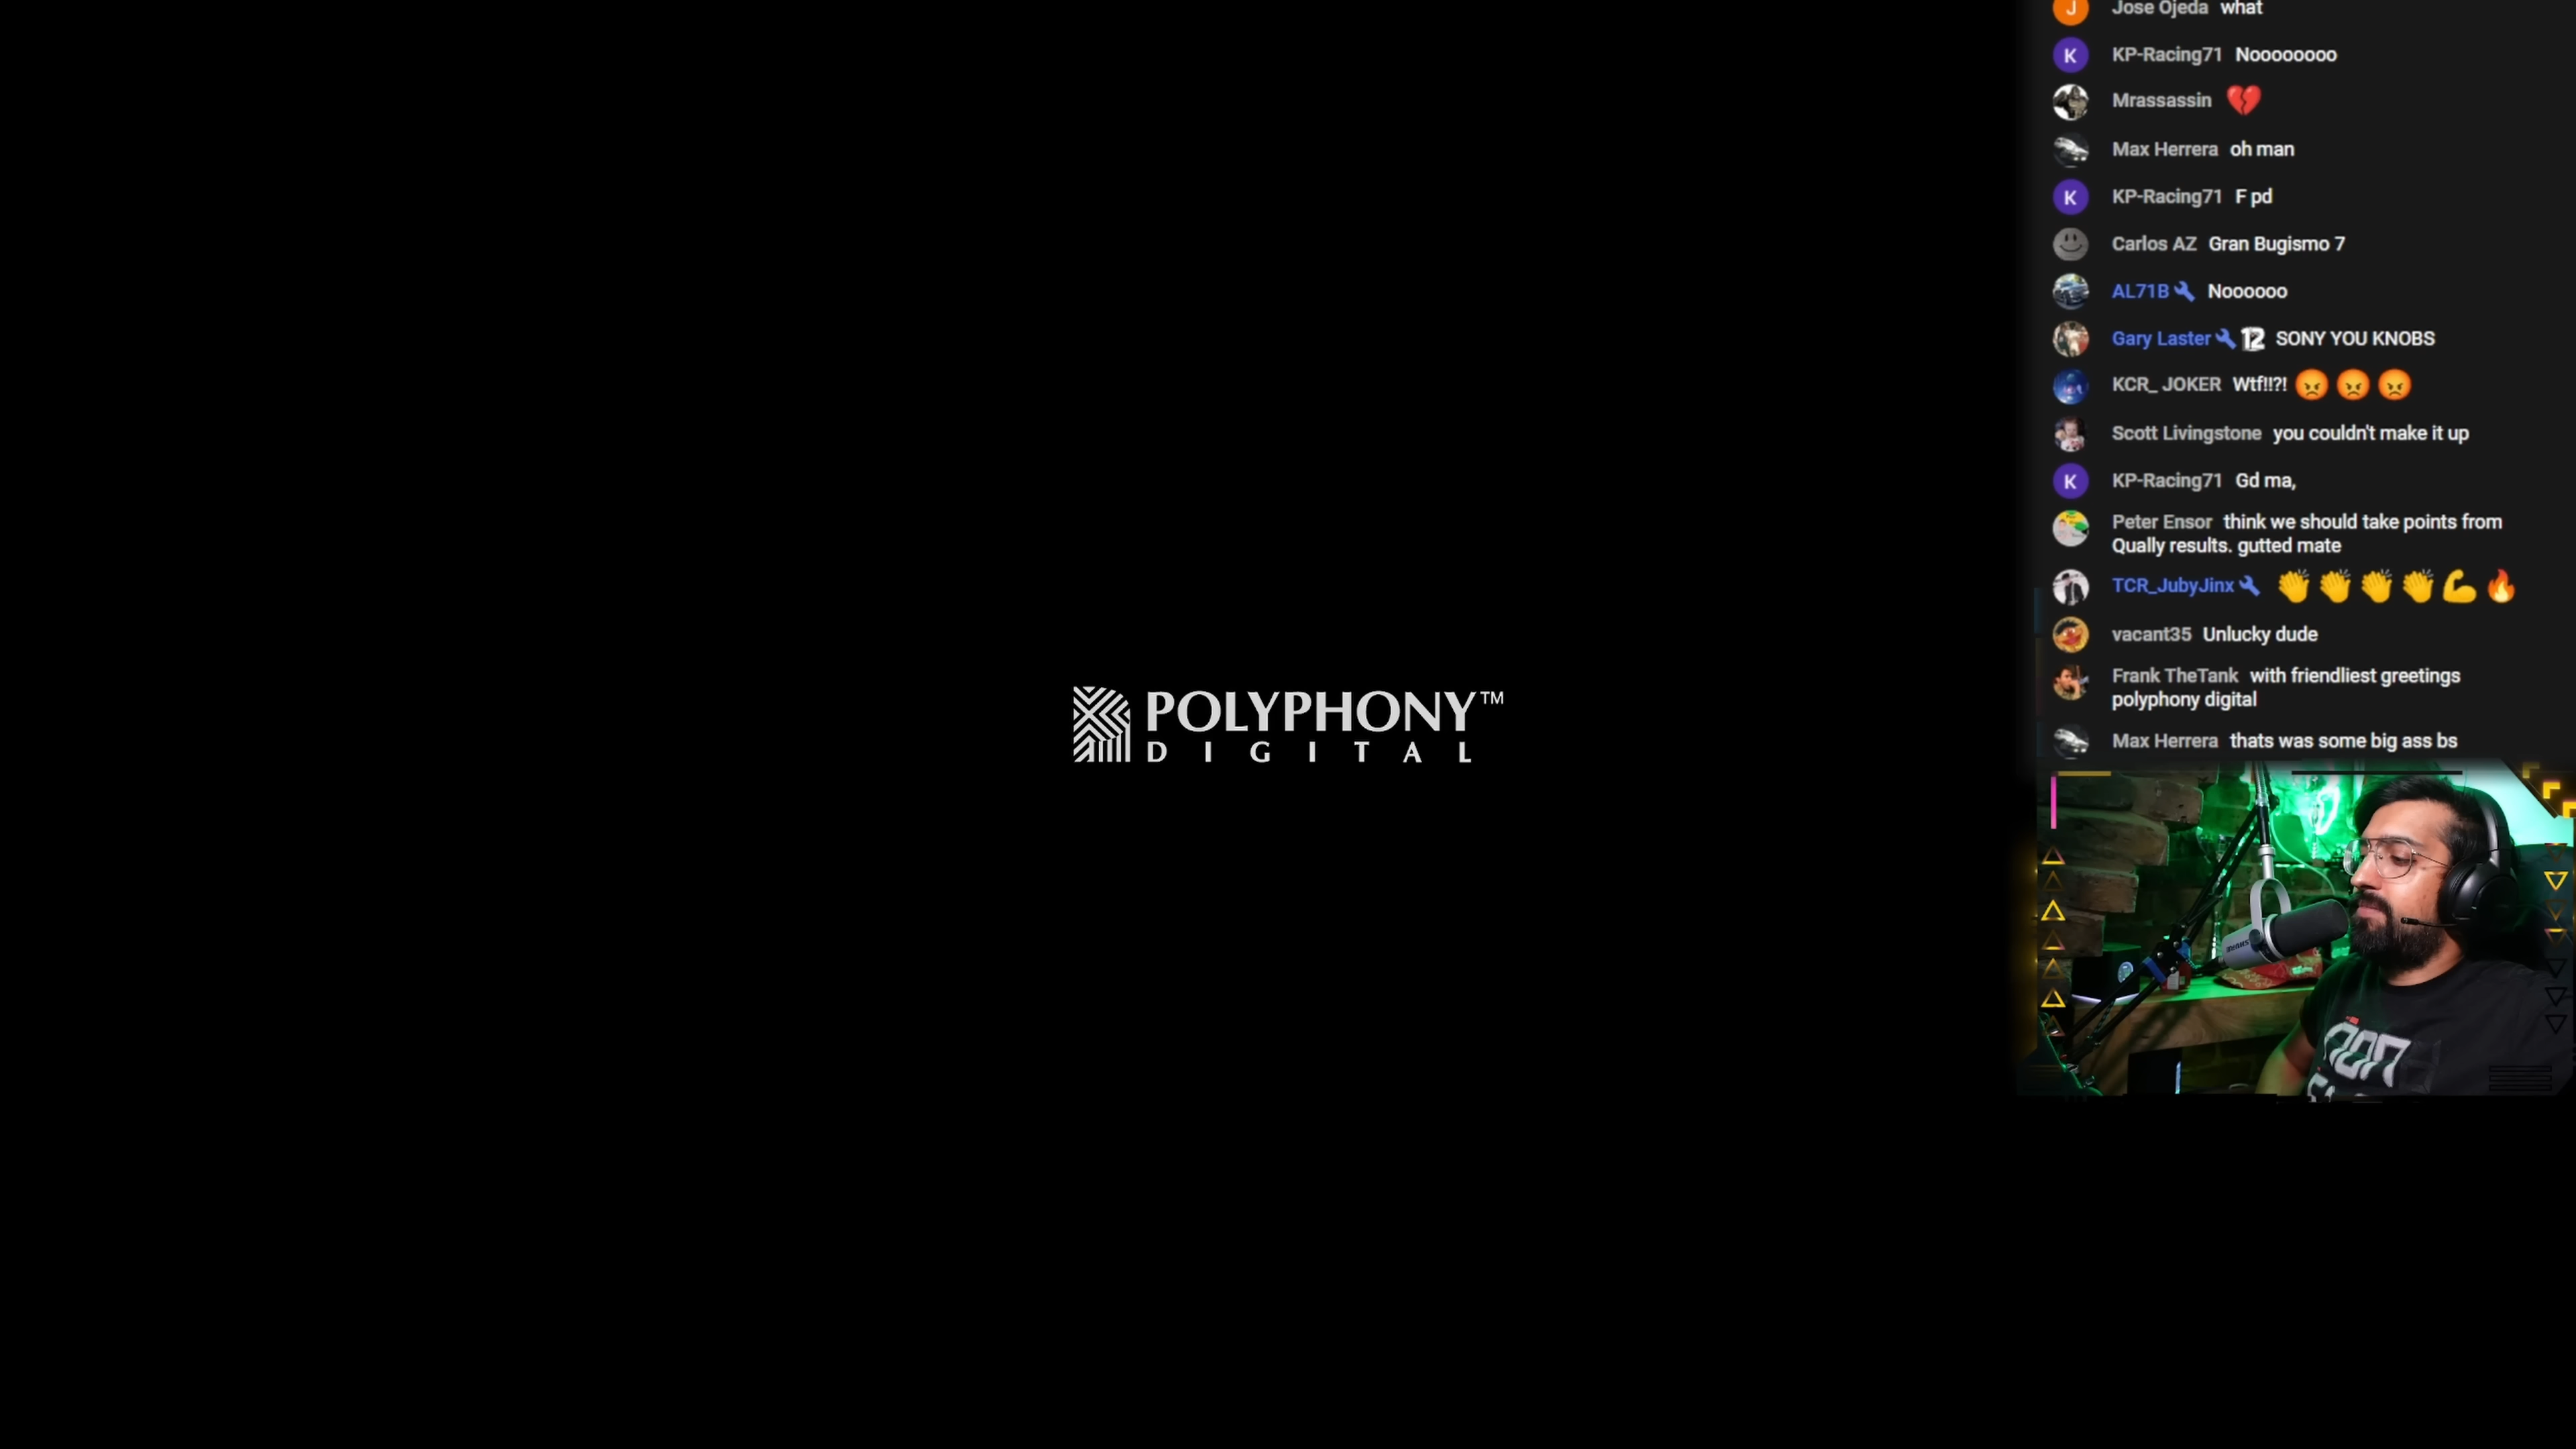 Jose Ojeda what
KP-Racing71 Noooooooo
Mrassassin 💔
Max Herrera oh man
KP-Racing71 F pd
Carlos AZ Gran Bugismo 7
AL71B Noooooo
Gary Laster 12 SONY YOU KNOBS
KCR_ JOKER Wtf!!?! 😡 😡 😡
Scott Livingstone you couldn't make it up
KP-Racing71 Gd ma,
Peter Ensor think we should take points from
Qually results. gutted mate
TCR_JubyJinx 👏 👏 👏 👏 💪 🔥
vacant35 Unlucky dude
Frank TheTank with friendliest greetings
polyphony digital
Max Herrera thats was some big ass bs
POLYPHONY™
DIGITAL